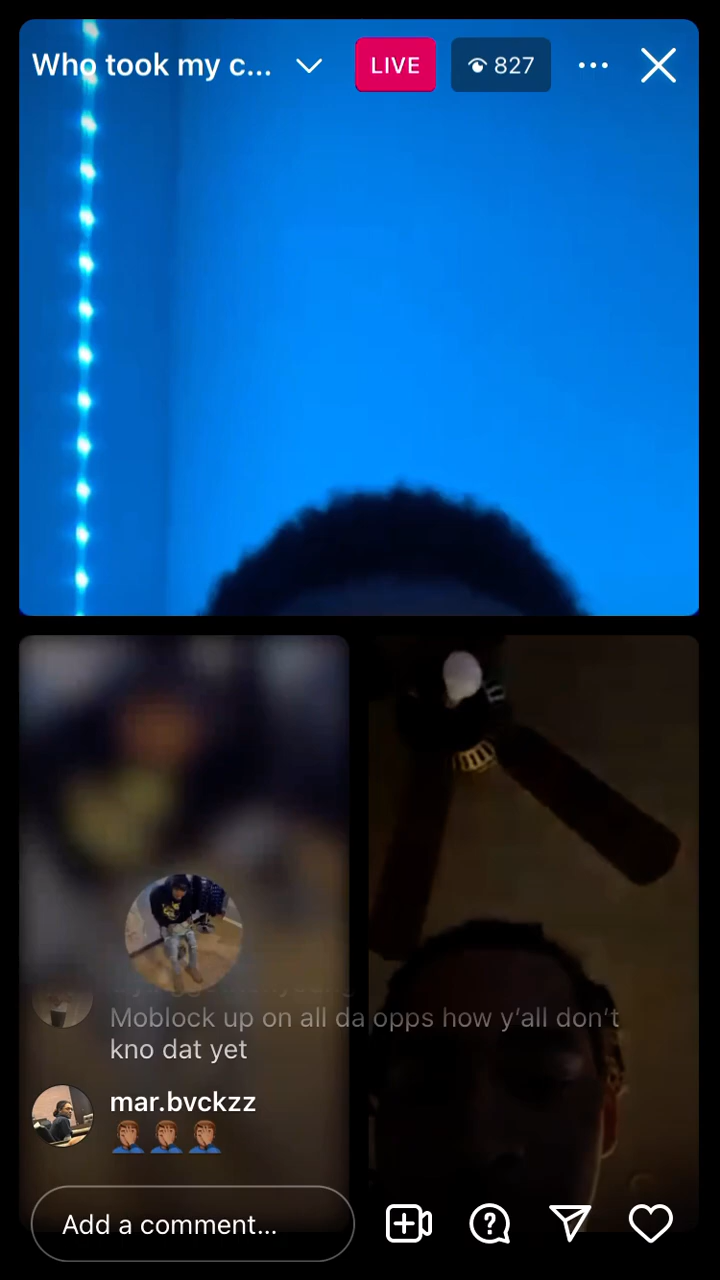 Who took my c...
LIVE
827
Moblock up on all da opps how y'all don't
kno dat yet
mar.bvckzz
🤦🏽‍♂️🤦🏽‍♂️🤦🏽‍♂️
Add a comment...